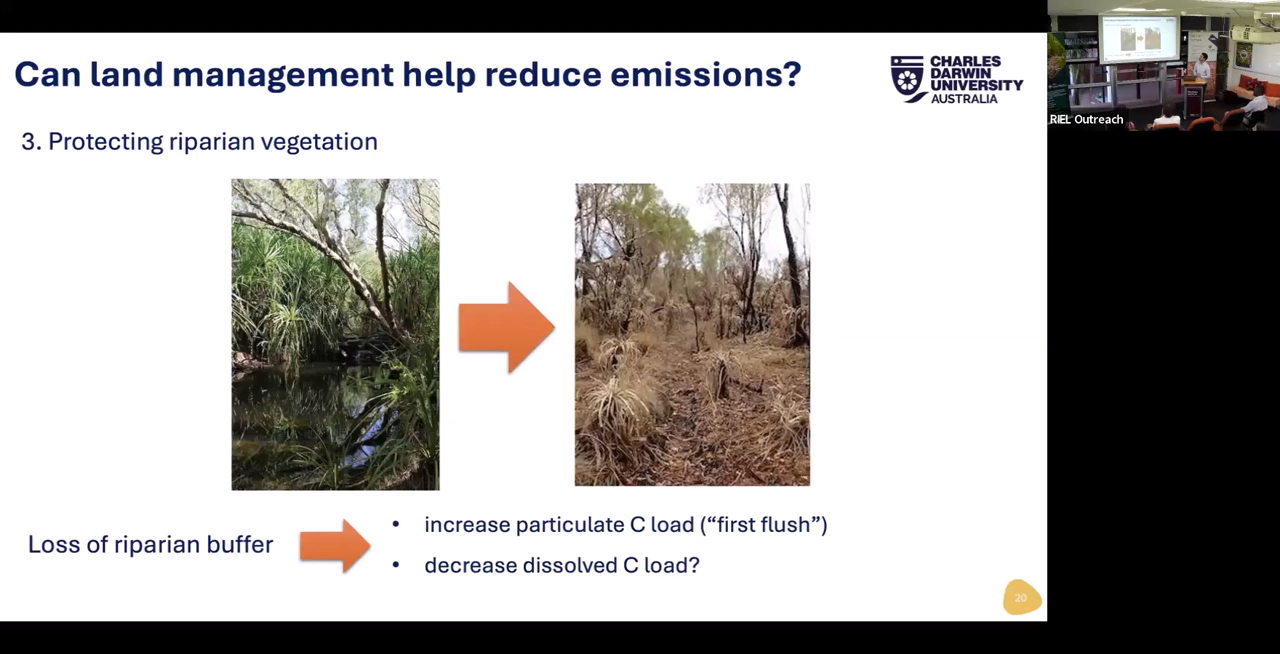 Can land management help reduce emissions?
CHARLES
DARWIN
UNIVERSITY
AUSTRALIA
3. Protecting riparian vegetation
RIEL Outreach
Loss of riparian buffer
• increase particulate C load (“first flush”)
• decrease dissolved C load?
20